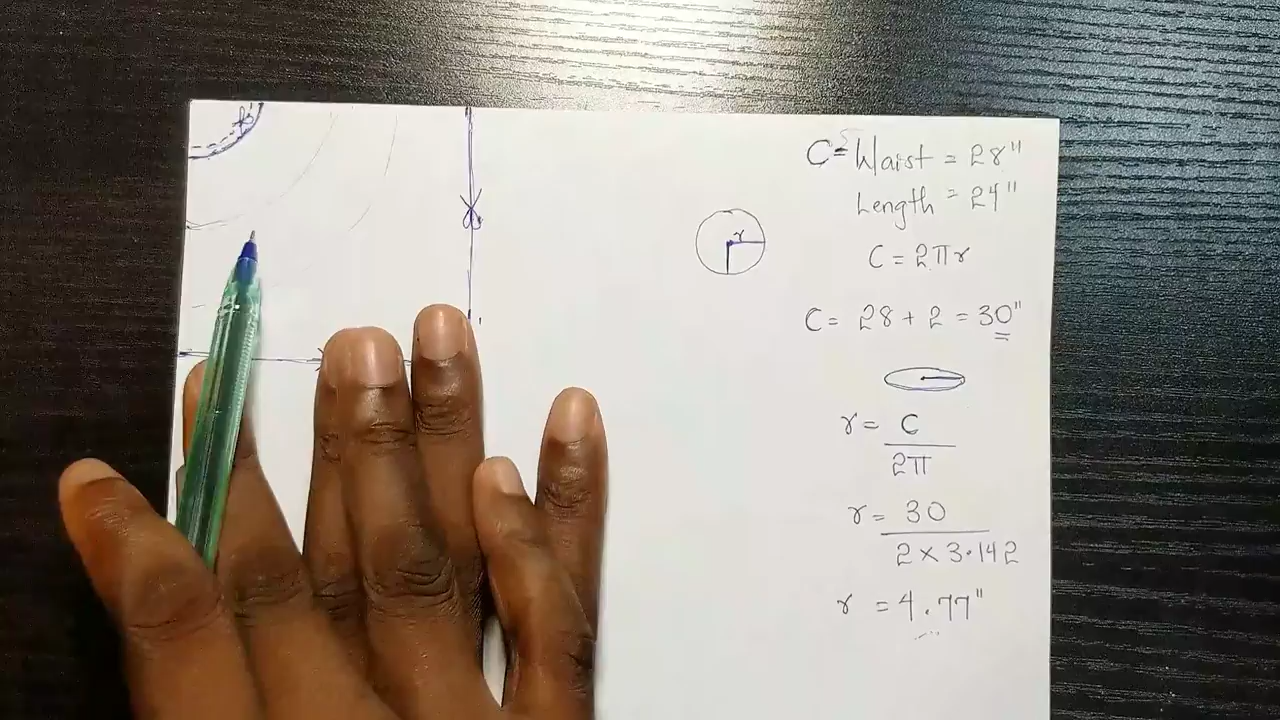 C= Waist = 28"
Length = 24"
r
C = 2πr
C = 28 + 2 = 30"
r = C
2π
r = 30
2 × 3.142
r = 4.77"